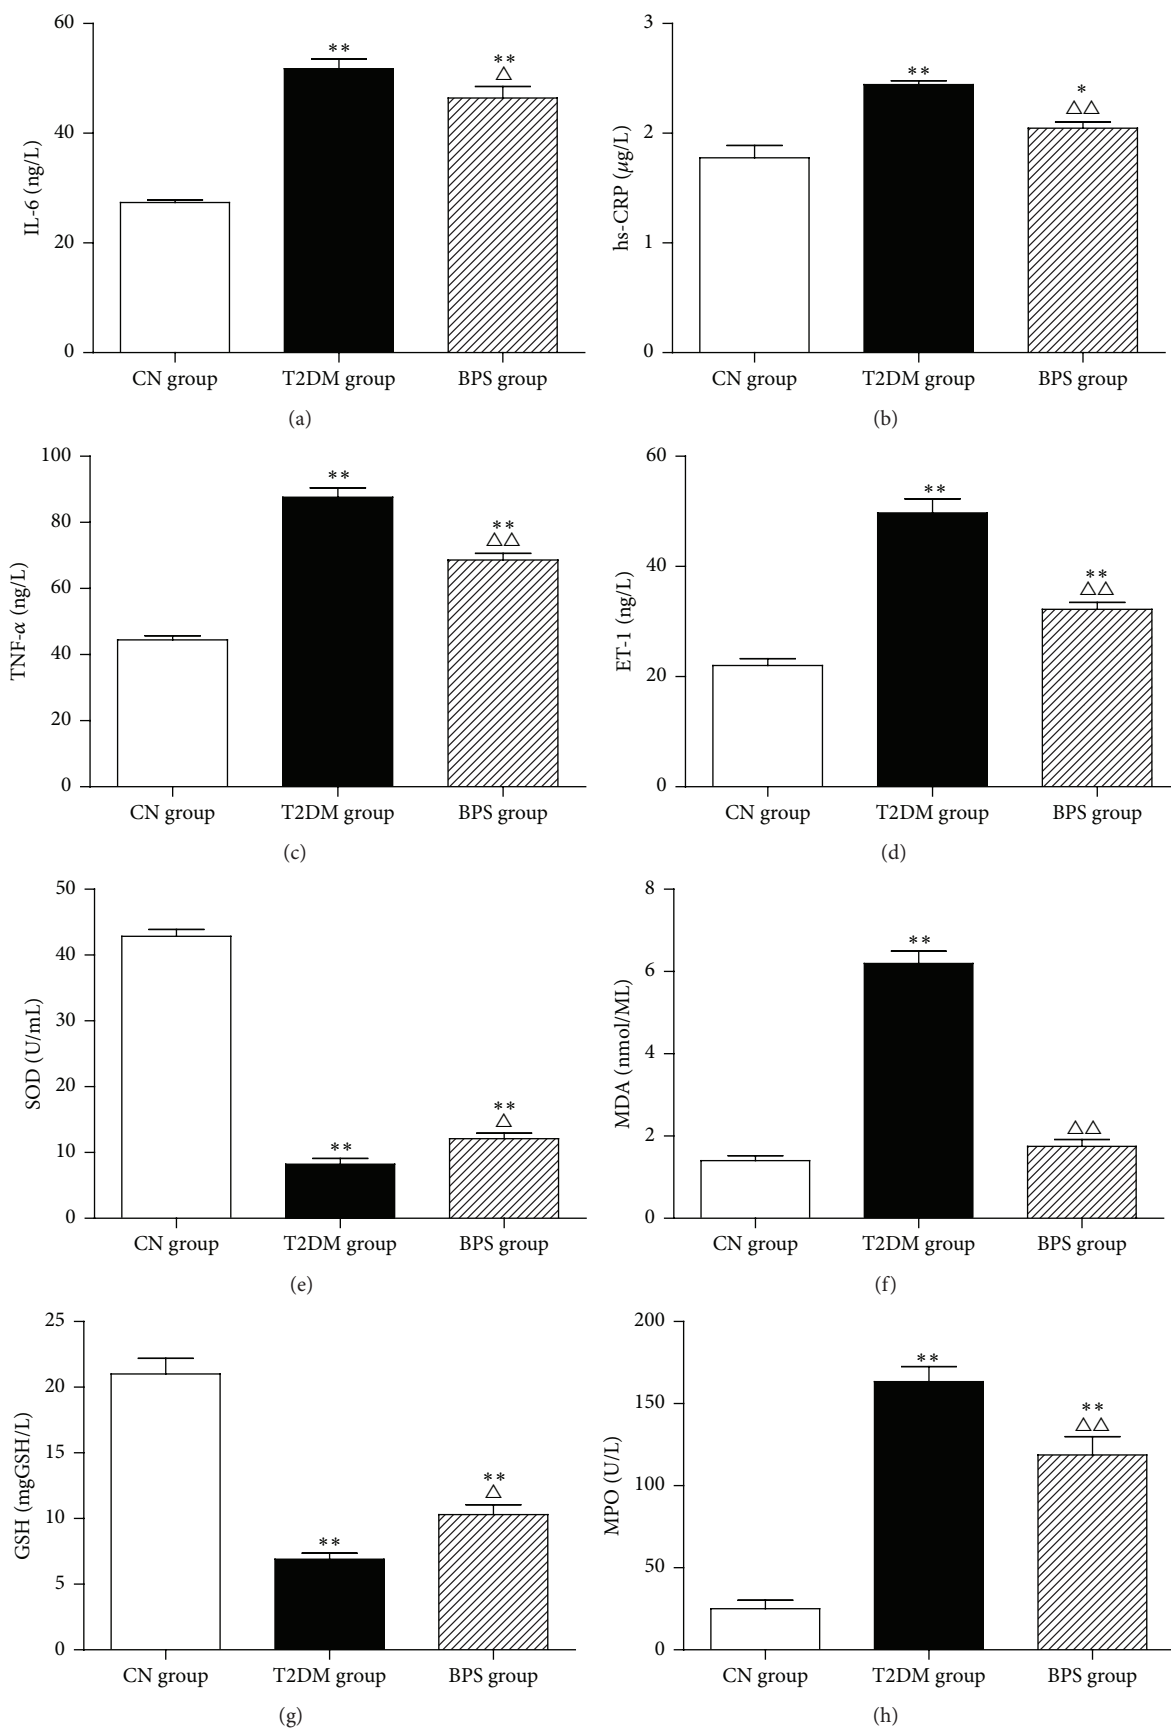 60
40
20
0
IL-6 (ng/L)
**
**
△
CN group T2DM group BPS group
(a)
3
2
1
0
hs-CRP (μg/L)
**
*
△△
CN group T2DM group BPS group
(b)
100
80
60
40
20
0
TNF-α (ng/L)
**
**
△△
CN group T2DM group BPS group
(c)
60
40
20
0
ET-1 (ng/L)
**
**
△△
CN group T2DM group BPS group
(d)
50
40
30
20
10
0
SOD (U/mL)
**
**
△
CN group T2DM group BPS group
(e)
8
6
4
2
0
MDA (nmol/ML)
**
△△
CN group T2DM group BPS group
(f)
25
20
15
10
5
0
GSH (mgGSH/L)
**
**
△
CN group T2DM group BPS group
(g)
200
150
100
50
0
MPO (U/L)
**
**
△△
CN group T2DM group BPS group
(h)